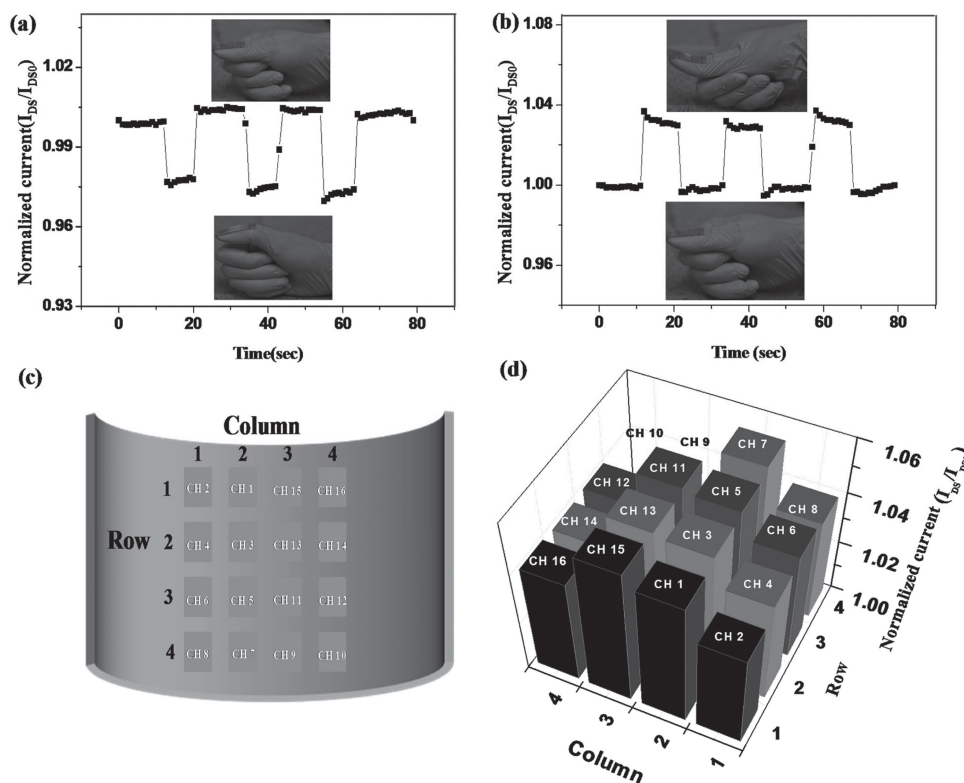 (a)
Normalized current(I_DS/I_DS0)
1.02
0.99
0.96
0.93
0
20
40
60
80
Time(sec)
(b)
Normalized current(I_DS/I_DS0)
1.08
1.04
1.00
0.96
0
20
40
60
80
Time (sec)
(c)
Column
1 2 3 4
Row
1 CH 2 CH 1 CH 15 CH 16
2 CH 4 CH 3 CH 13 CH 14
3 CH 6 CH 5 CH 11 CH 12
4 CH 8 CH 7 CH 9 CH 10
(d)
CH 10 CH 9 CH 7
CH 12 CH 11 CH 5 CH 8
CH 14 CH 13 CH 3 CH 6
CH 16 CH 15 CH 1 CH 4
CH 2
1.06
1.04
1.02
1.00
Normalized current (I_DS/I_DS0)
4
3
2
1
Row
4
3
2
1
Column